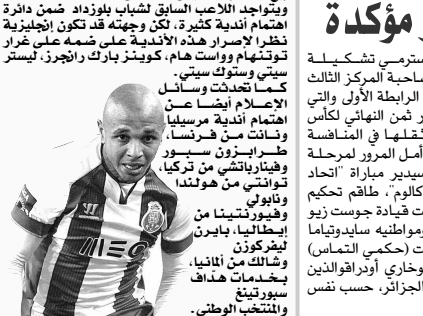 ويتواجد اللاعب السابق لشباب بلوزداد ضمن دائرة
اهتمام أندية كثيرة، لكن وجهته قد تكون إنجليزية
نظرا لإصرار هذه الأندية على ضمه على غرار
توتنهام وواست هام، كوينز بارك رانجرز، ليستر
سيتي وستوك سيتي.
كما تحدثت وسائل
الإعلام أيضا عن
اهتمام أندية مرسيليا
ونانت من فرنسا،
طرابزون سبور
وفينارباتشي من تركيا،
توانتي من هولندا
ونابولي
وفيورنتينا من
إيطاليا، بايرن
ليفركوزن
وشالك من ألمانيا،
بخدمات هداف
سبورتينغ
والمنتخب الوطني.
MEO
مؤكدة
سترمي تشكيلة
صاحبة المركز الثالث
الرابطة الأولى والتي
ر ثمن النهائي لكأس
ثقلها في المنافسة
أمل المرور لمرحلة
سيدير مباراة "اتحاد
كالوم"، طاقم تحكيم
ت قيادة جوست زيو
ومواطنيه سايدوتياما
ت (حكمي التماس)
وخاري أودراقوالذين
الجزائر، حسب نفس